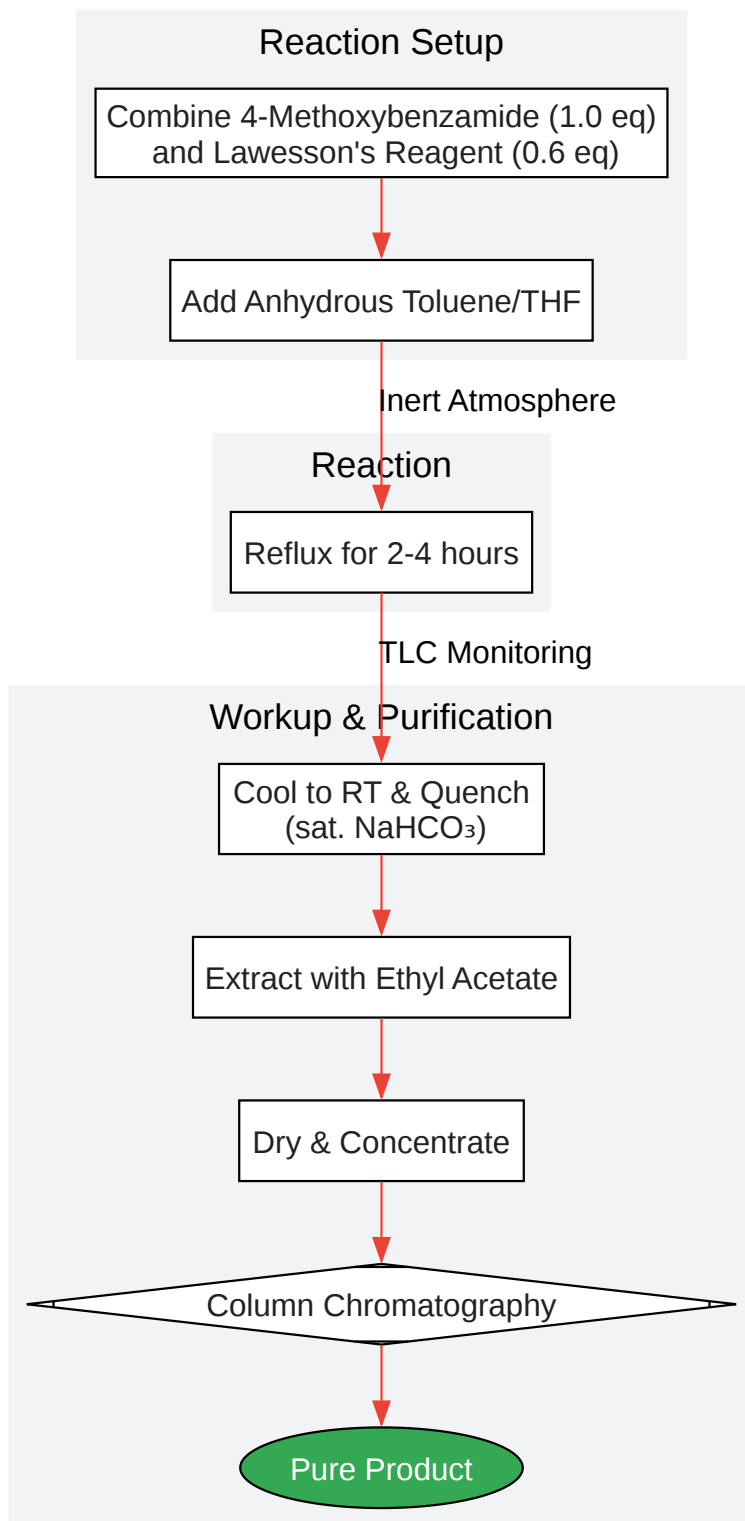 Reaction Setup
Combine 4-Methoxybenzamide (1.0 eq)
and Lawesson's Reagent (0.6 eq)
Add Anhydrous Toluene/THF
Inert Atmosphere
Reaction
Reflux for 2-4 hours
TLC Monitoring
Workup & Purification
Cool to RT & Quench
(sat. NaHCO₃)
Extract with Ethyl Acetate
Dry & Concentrate
Column Chromatography
Pure Product